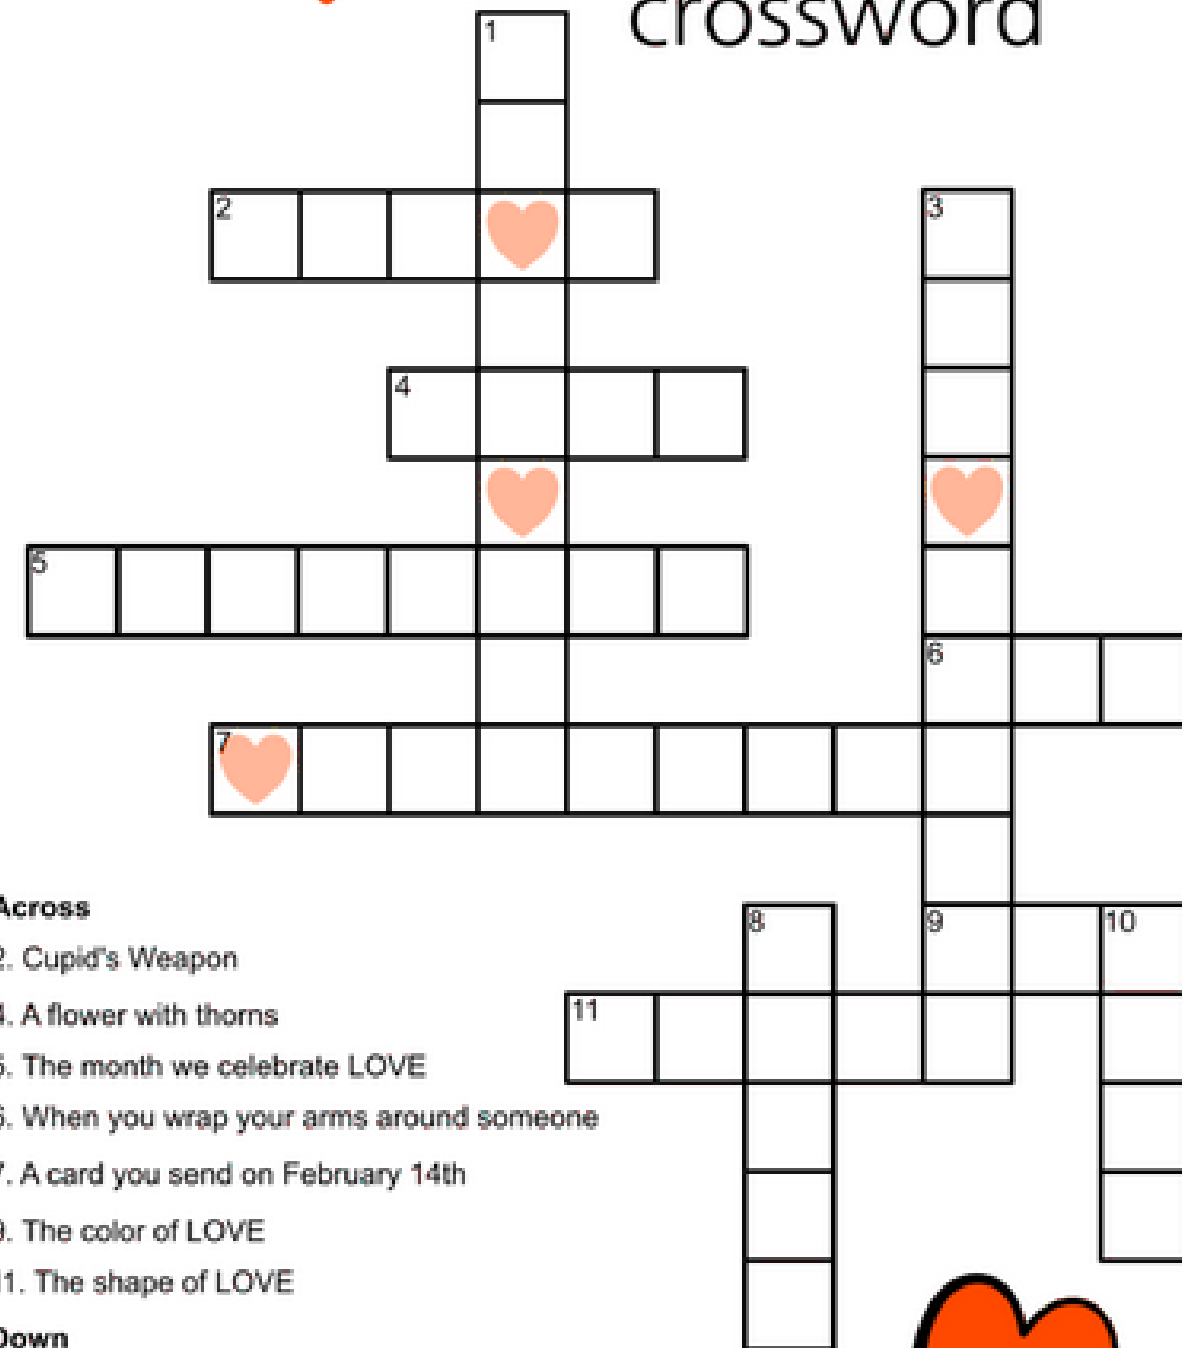 crossword
1
2
3
4
5
6
7
8
9
10
11
Across
2. Cupid's Weapon
4. A flower with thorns
5. The month we celebrate LOVE
6. When you wrap your arms around someone
7. A card you send on February 14th
9. The color of LOVE
11. The shape of LOVE
Down